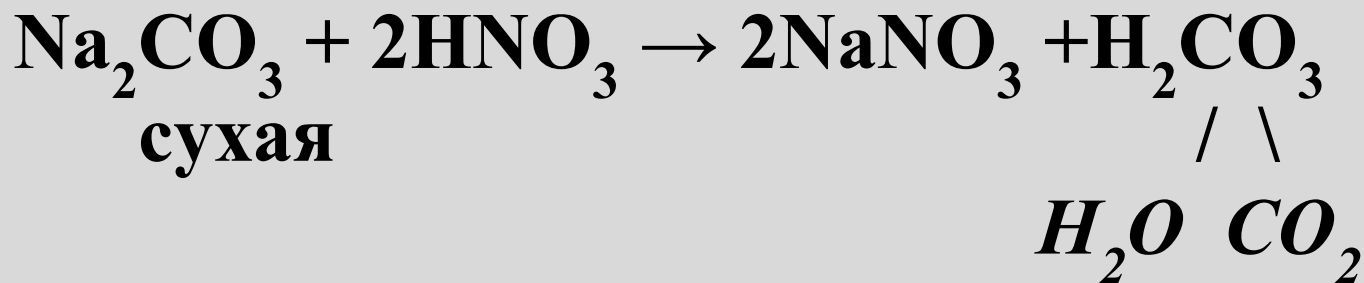 Na₂CO₃ + 2HNO₃ → 2NaNO₃ +H₂CO₃
сухая / \
H₂O CO₂